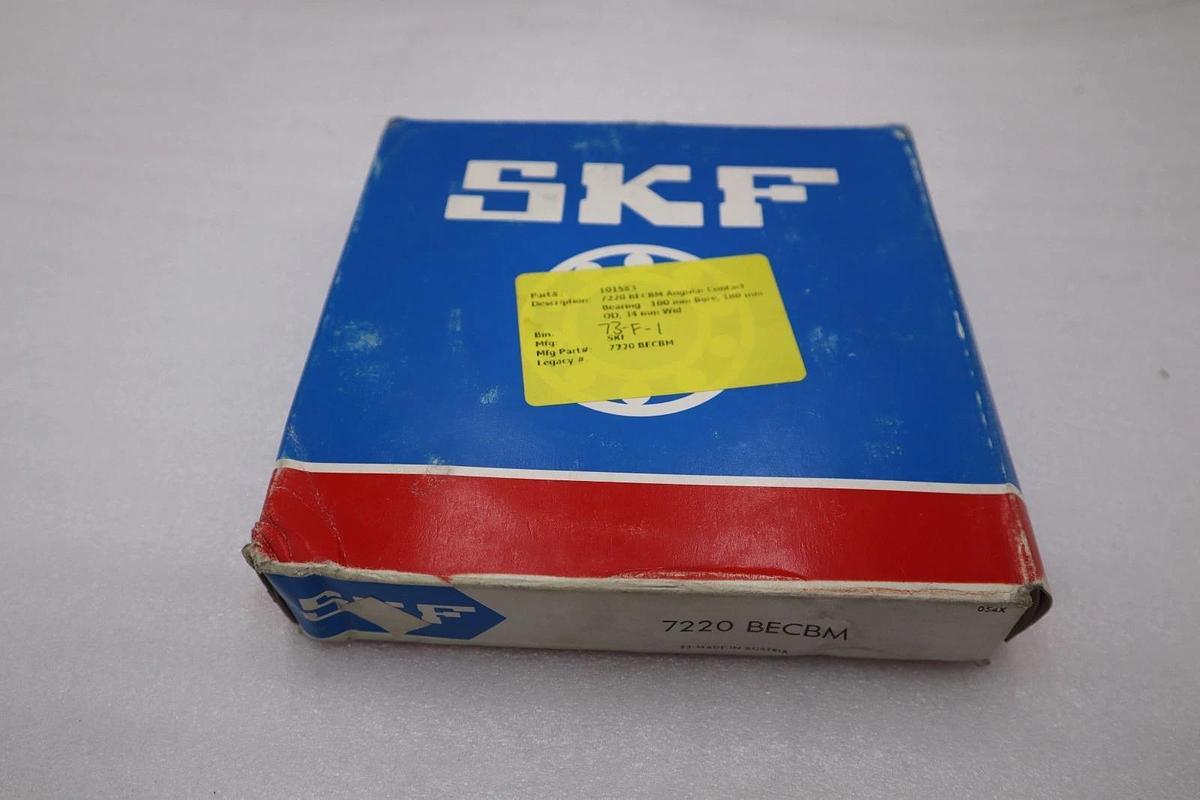 SKF
Part#: 101583
Description: 7220 BECBM Angular Contact
Bearing 100 mm Bore, 180 mm
OD, 34 mm Wid
Bin: 73-F-1
Mfg: SKF
Mfg Part#: 7220 BECBM
Legacy #
054X
SKF
7220 BECBM
MADE IN AUSTRIA